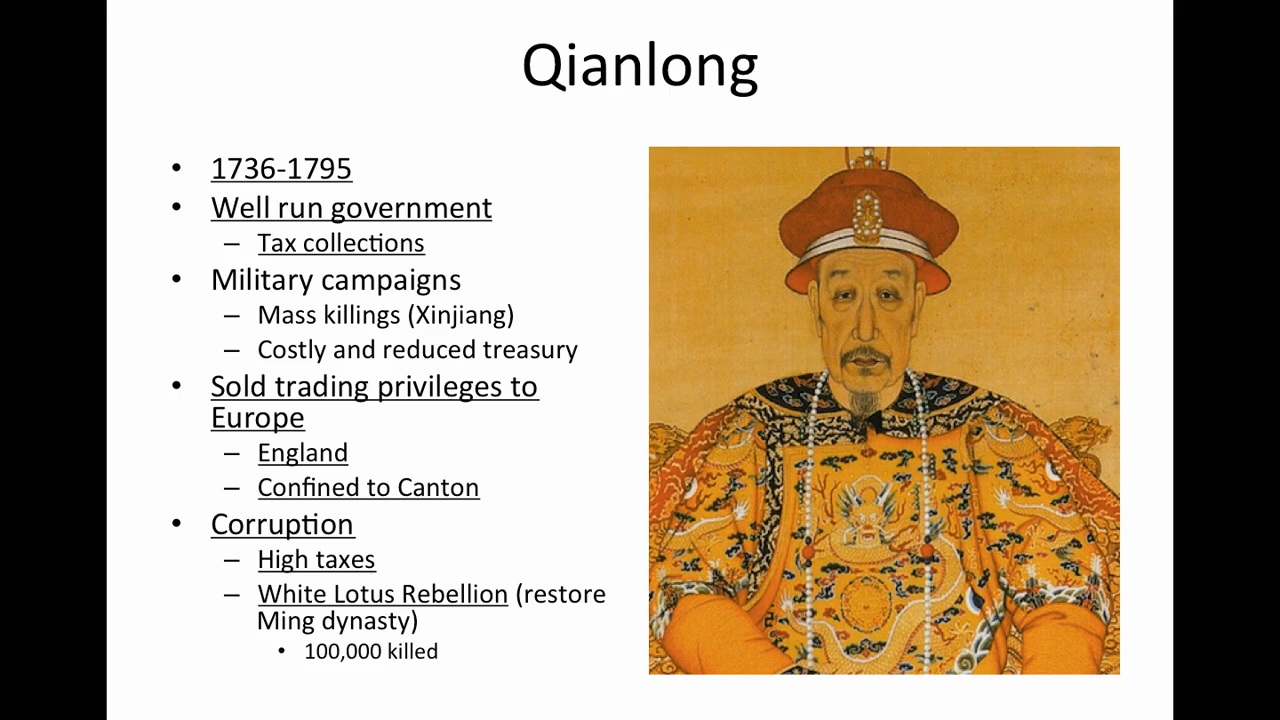 Qianlong
• 1736-1795
• Well run government
– Tax collections
• Military campaigns
– Mass killings (Xinjiang)
– Costly and reduced treasury
• Sold trading privileges to
Europe
– England
– Confined to Canton
• Corruption
– High taxes
– White Lotus Rebellion (restore
Ming dynasty)
• 100,000 killed